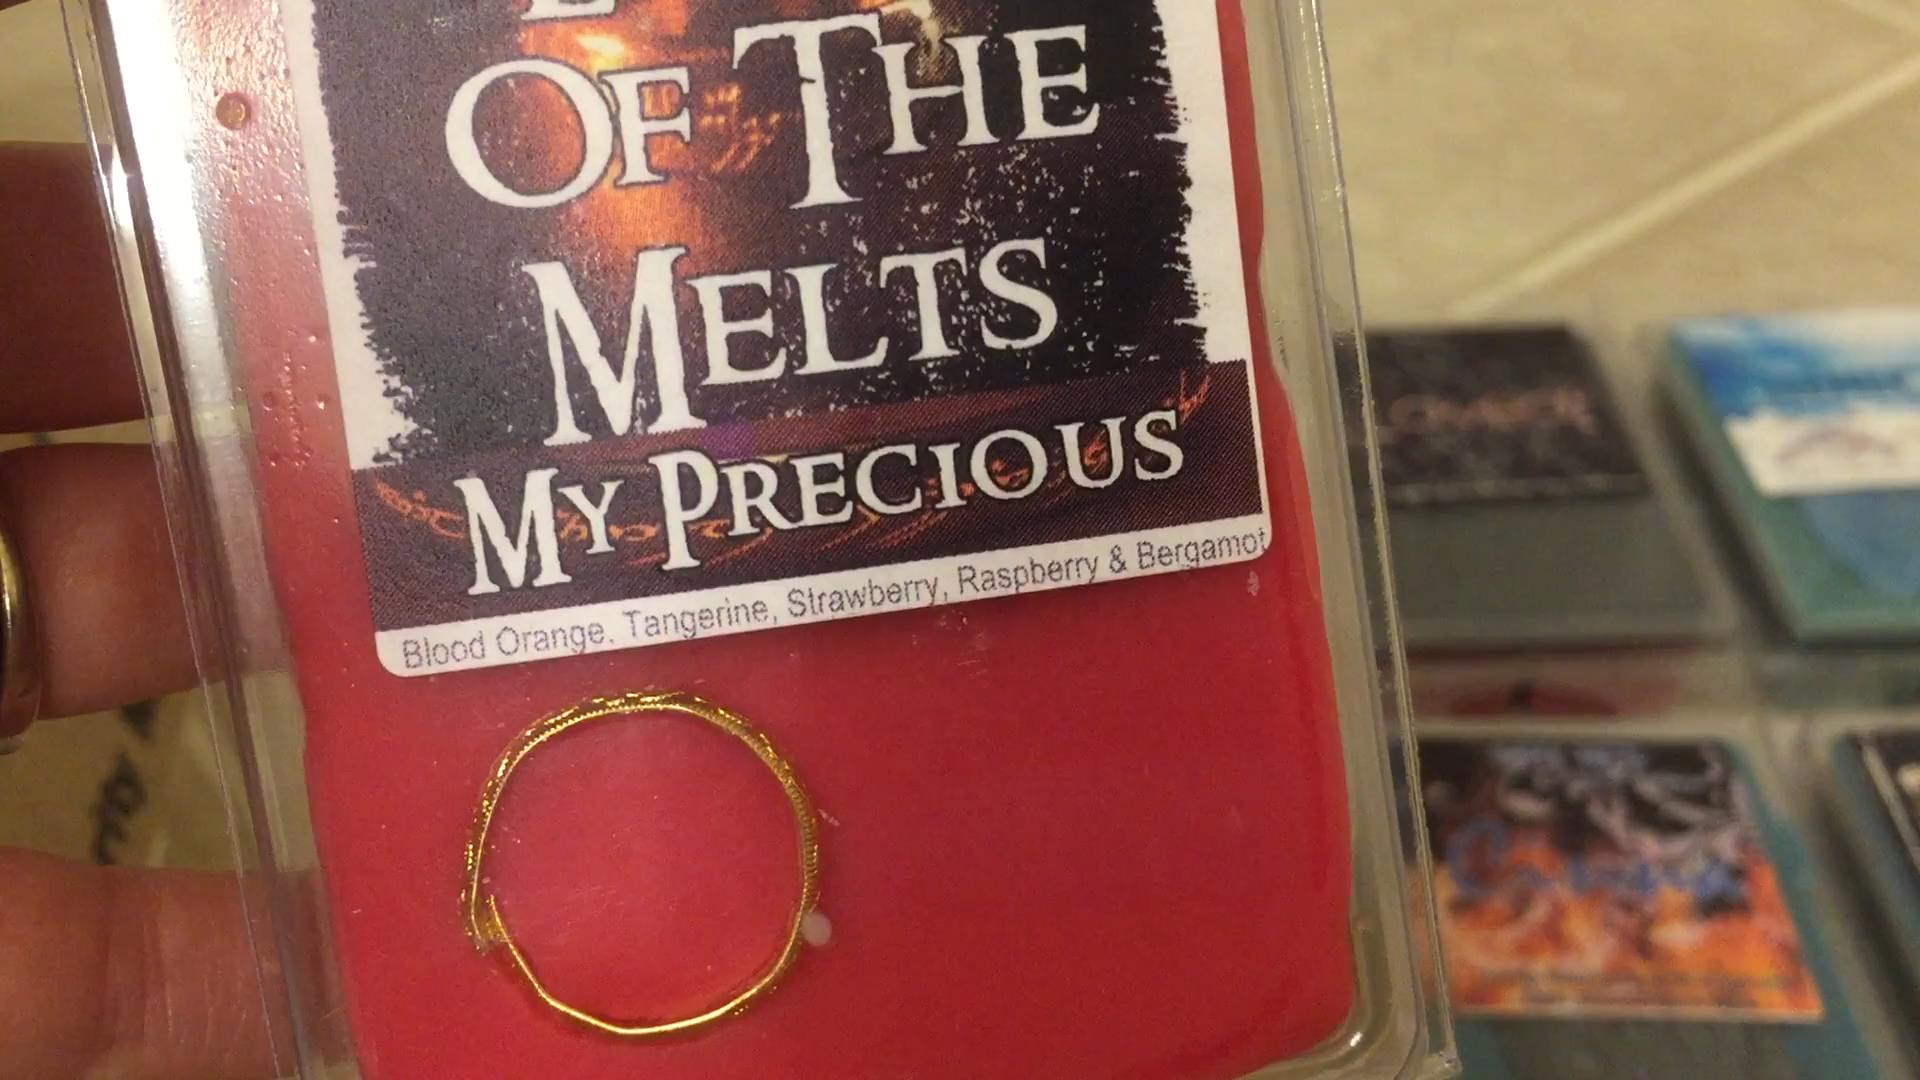 OF THE
MELTS
MY PRECIOUS
Blood Orange, Tangerine, Strawberry, Raspberry & Bergamot